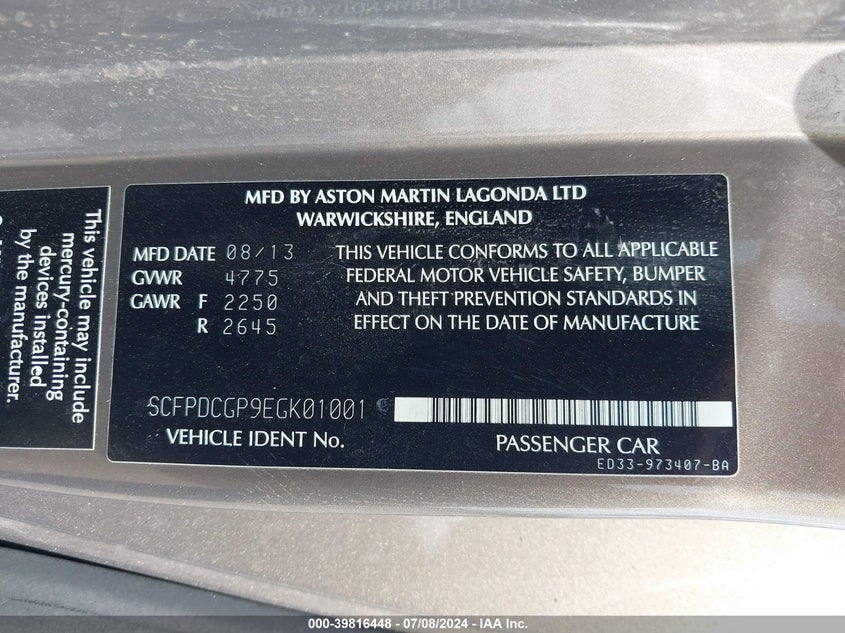 MFD BY ASTON MARTIN LAGONDA LTD
WARWICKSHIRE, ENGLAND
MFD DATE 08/13
GVWR 4775
GAWR F 2250
R 2645
THIS VEHICLE CONFORMS TO ALL APPLICABLE
FEDERAL MOTOR VEHICLE SAFETY, BUMPER
AND THEFT PREVENTION STANDARDS IN
EFFECT ON THE DATE OF MANUFACTURE
SCFPDCGP9EGK01001
VEHICLE IDENT No.
PASSENGER CAR
ED33-973407-BA
This vehicle may include
mercury-containing
devices installed
by the manufacturer.
000-39816448 - 07/08/2024 - IAA Inc.